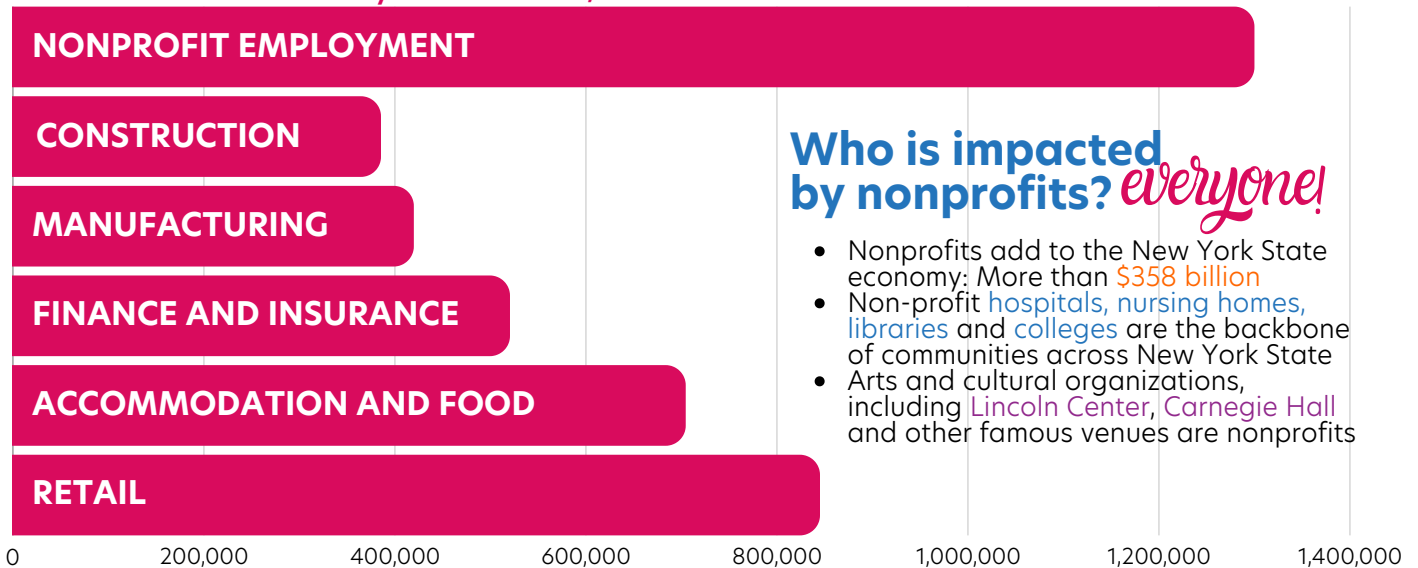 NONPROFIT EMPLOYMENT
CONSTRUCTION
MANUFACTURING
FINANCE AND INSURANCE
ACCOMMODATION AND FOOD
RETAIL
0 200,000 400,000 600,000 800,000 1,000,000 1,200,000 1,400,000
Who is impacted
by nonprofits? everyone!
• Nonprofits add to the New York State
economy: More than $358 billion
• Non-profit hospitals, nursing homes,
libraries and colleges are the backbone
of communities across New York State
• Arts and cultural organizations,
including Lincoln Center, Carnegie Hall
and other famous venues are nonprofits